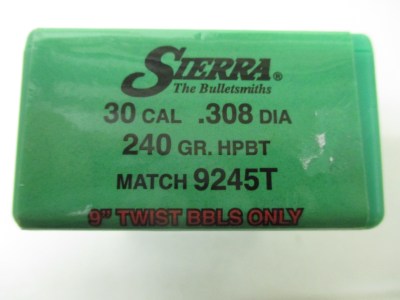 SIERRA®
The Bulletsmiths
30 CAL .308 DIA
240 GR. HPBT
MATCH 9245T
9" TWIST BBLS ONLY